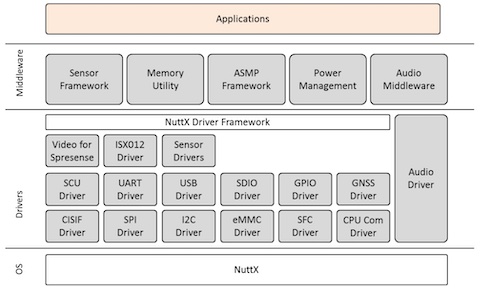 Applications
Middleware
Sensor
Framework
Memory
Utility
ASMP
Framework
Power
Management
Audio
Middleware
Drivers
NuttX Driver Framework
Video for
Spresense
ISX012
Driver
Sensor
Drivers
Audio
Driver
SCU
Driver
UART
Driver
USB
Driver
SDIO
Driver
GPIO
Driver
GNSS
Driver
CISIF
Driver
SPI
Driver
I2C
Driver
eMMC
Driver
SFC
Driver
CPU Com
Driver
OS
NuttX